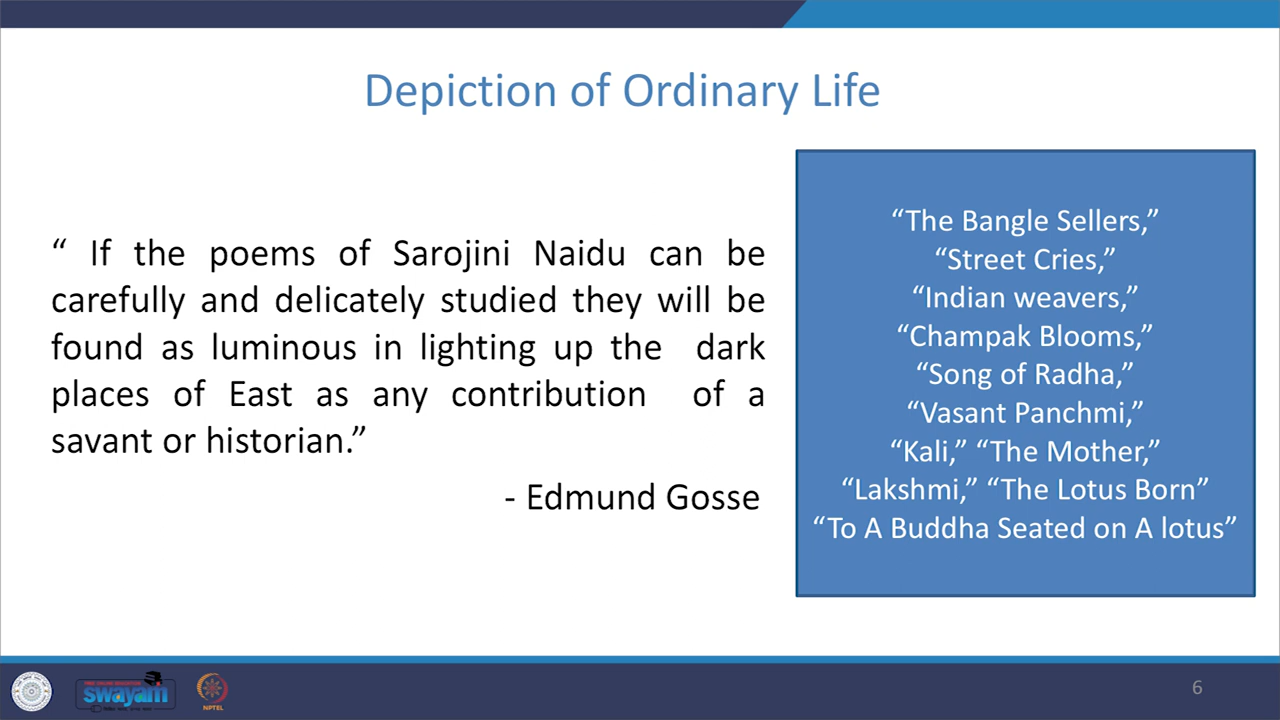 Depiction of Ordinary Life
“ If the poems of Sarojini Naidu can be
carefully and delicately studied they will be
found as luminous in lighting up the dark
places of East as any contribution of a
savant or historian.”
- Edmund Gosse
“The Bangle Sellers,”
“Street Cries,”
“Indian weavers,”
“Champak Blooms,”
“Song of Radha,”
“Vasant Panchmi,”
“Kali,” “The Mother,”
“Lakshmi,” “The Lotus Born”
“To A Buddha Seated on A lotus”
swayam
NPTEL
6